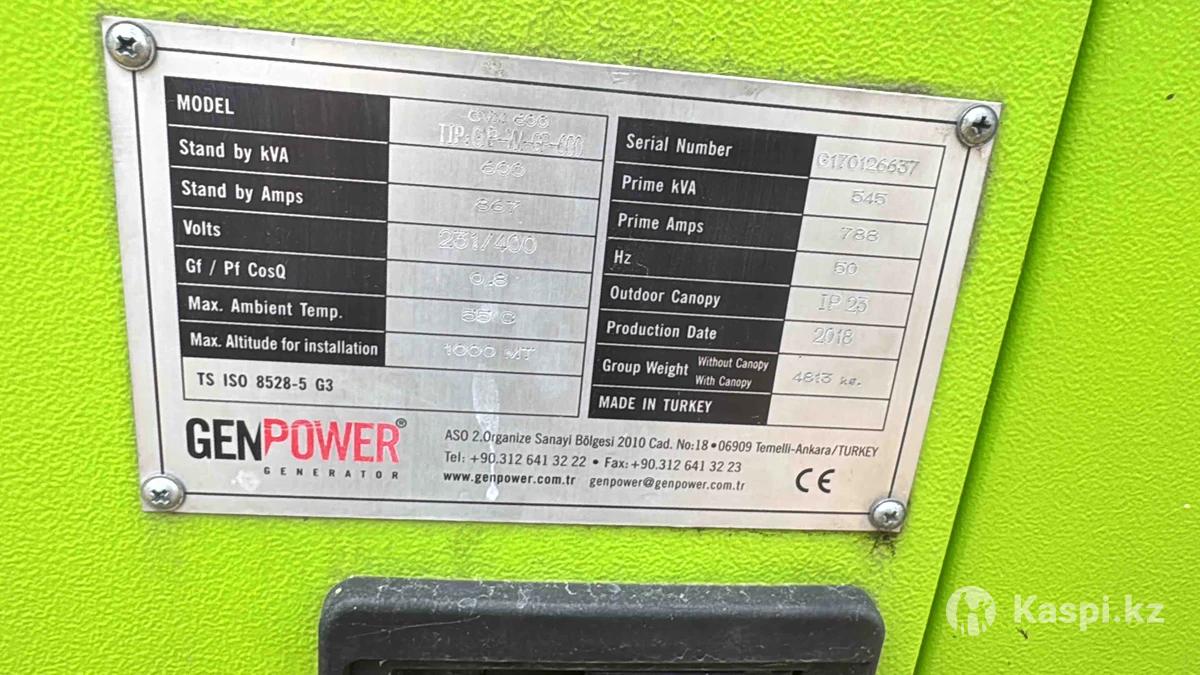 MODEL
GVN 600
Stand by kVA 600
Stand by Amps 867
Volts 231/400
Gf / Pf CosQ 0,8
Max. Ambient Temp. 55°C
Max. Altitude for installation 1000 MT
TS ISO 8528-5 G3
Serial Number G170126637
Prime kVA 545
Prime Amps 788
Hz 50
Outdoor Canopy IP 23
Production Date 2018
Group Weight Without Canopy
With Canopy 4813 KG.
MADE IN TURKEY
GENPOWER®
GENERATOR
ASO 2.Organize Sanayi Bölgesi 2010 Cad. No:18 • 06909 Temelli-Ankara/TURKEY
Tel: +90.312 641 32 22 • Fax: +90.312 641 32 23
www.genpower.com.tr genpower@genpower.com.tr
CE
Kaspi.kz